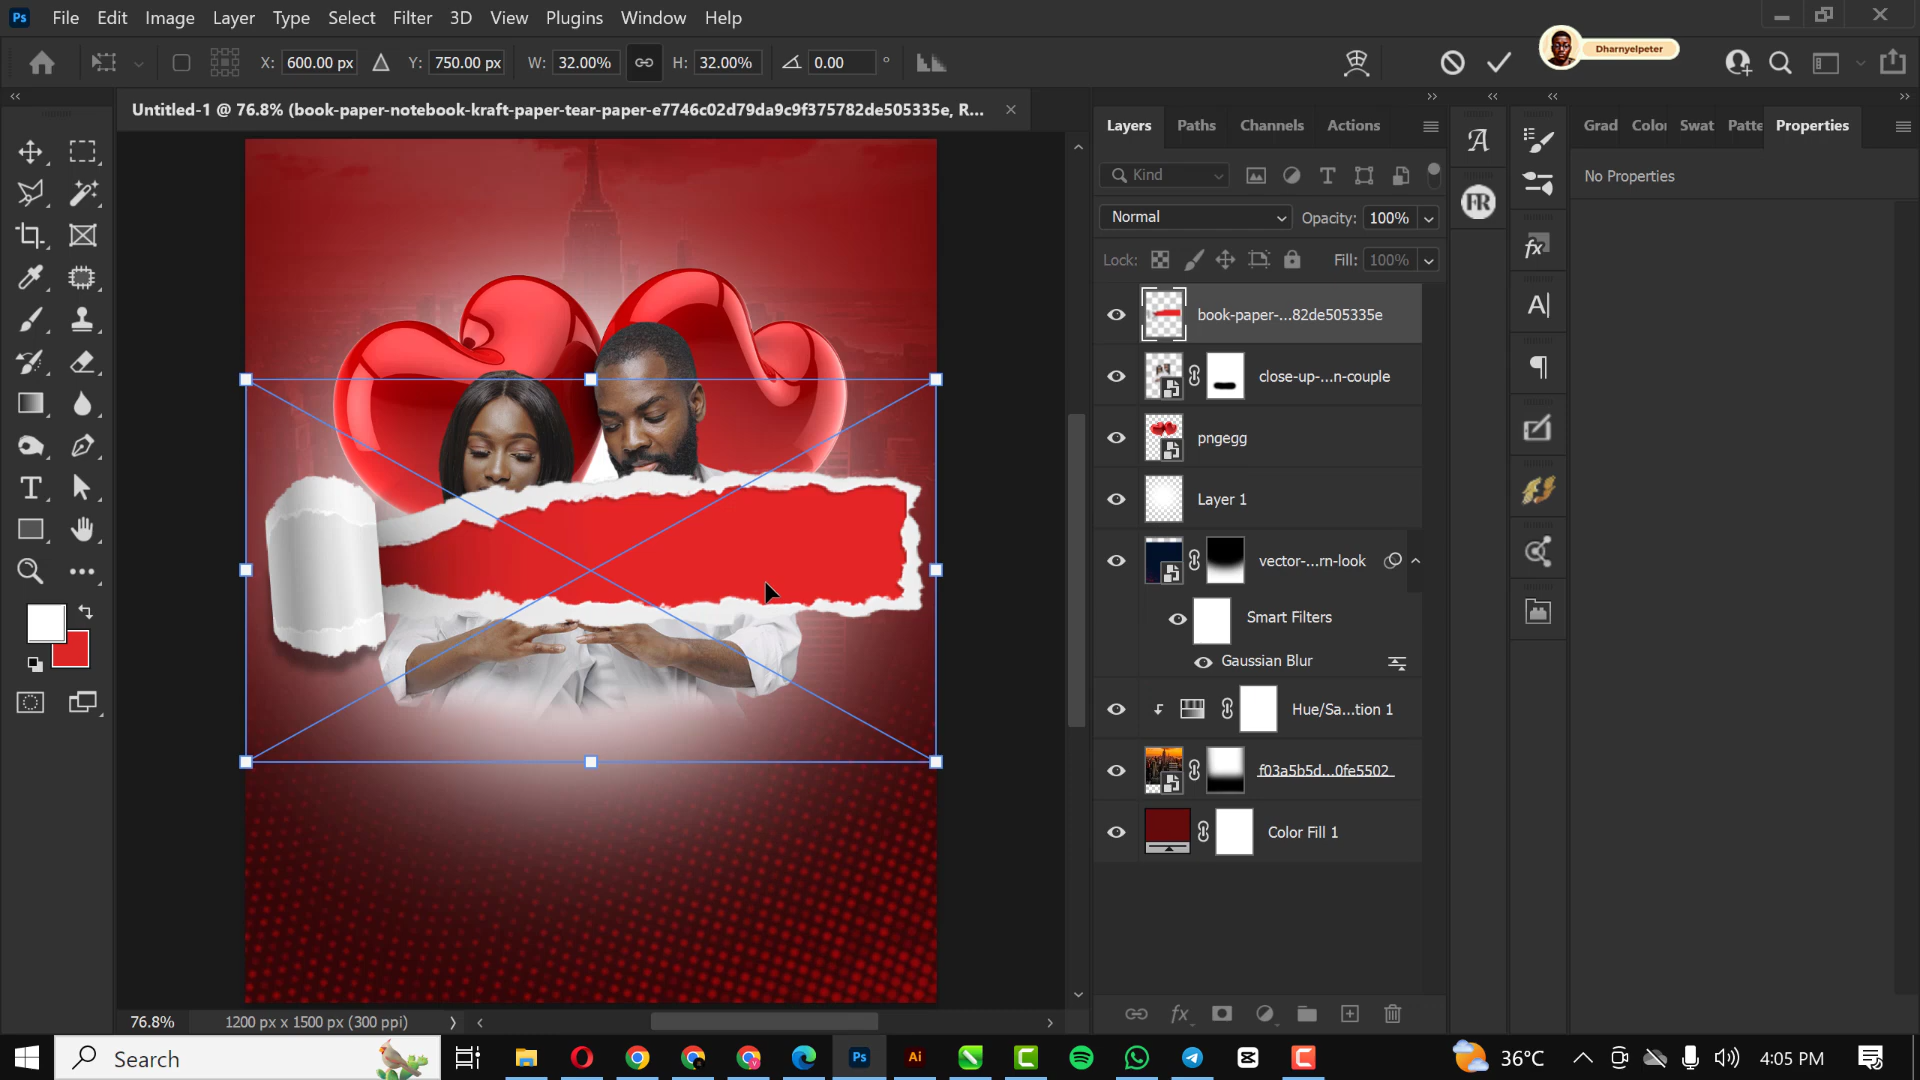 Ps File Edit Image Layer Type Select Filter 3D View Plugins Window Help
X: 600.00 px Y: 750.00 px W: 32.00% H: 32.00% 0.00 ° Dharnyelpeter
Untitled-1 @ 76.8% (book-paper-notebook-kraft-paper-tear-paper-e7746c02d79da9c9f375782de505335e, R...
Layers Paths Channels Actions
Grad Color Swat Patte Properties
Kind
No Properties
Normal Opacity: 100%
Lock: Fill: 100%
book-paper-...82de505335e
close-up-...n-couple
pngegg
Layer 1
vector-...rn-look
Smart Filters
Gaussian Blur
Hue/Sa...tion 1
f03a5b5d...0fe5502
Color Fill 1
76.8% 1200 px x 1500 px (300 ppi)
Search
Ps Ai
36°C 4:05 PM